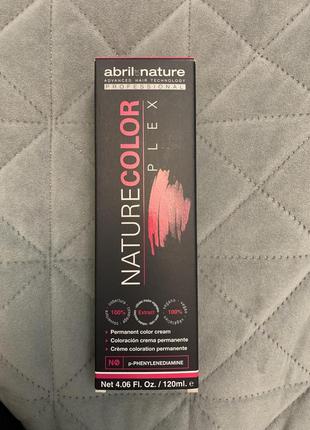 abril et nature
ADVANCED HAIR TECHNOLOGY
PROFESSIONAL
NATURECOLOR
PLEX
100%
Extract
100%
Permanent color cream
Coloración crema permanente
Crème coloration permanente
NO p-PHENYLENEDIAMINE
Net 4.06 Fl. Oz. / 120ml. e